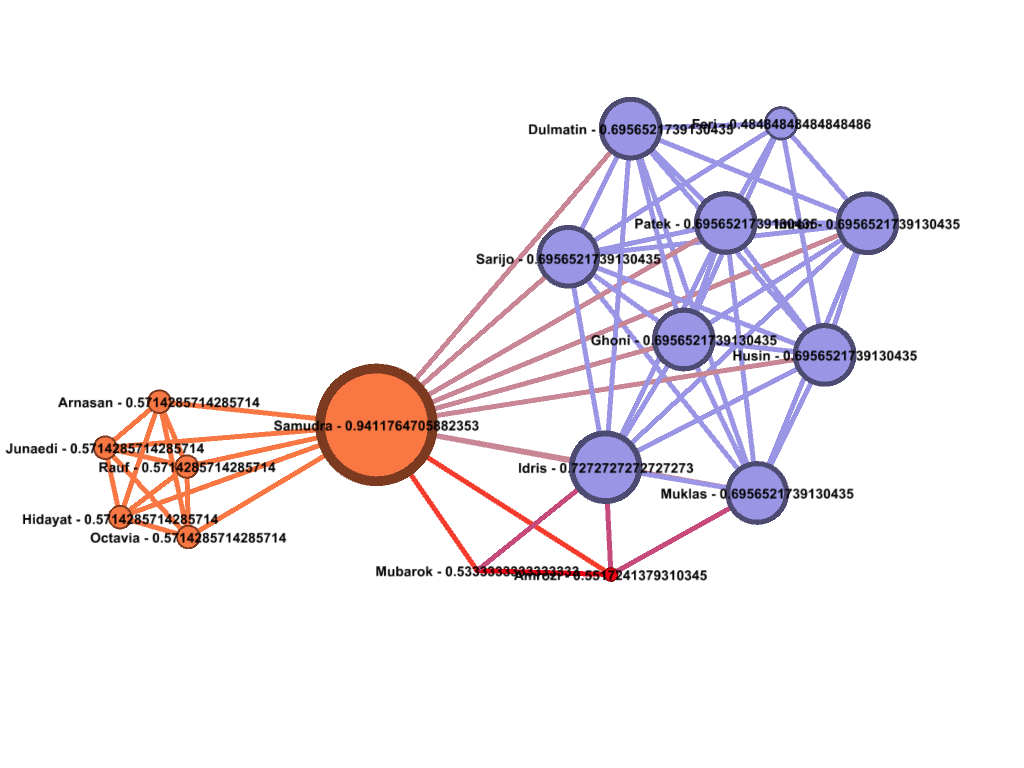 Dulmatin - 0.6956521739130435
Feri - 0.48484848484848486
Patek - 0.6956521739130435
Imron - 0.6956521739130435
Sarijo - 0.6956521739130435
Ghoni - 0.6956521739130435
Husin - 0.6956521739130435
Arnasan - 0.5714285714285714
Samudra - 0.9411764705882353
Junaedi - 0.5714285714285714
Rauf - 0.5714285714285714
Idris - 0.7272727272727273
Muklas - 0.6956521739130435
Hidayat - 0.5714285714285714
Octavia - 0.5714285714285714
Mubarok - 0.5333333333333333
Amrozi - 0.5517241379310345